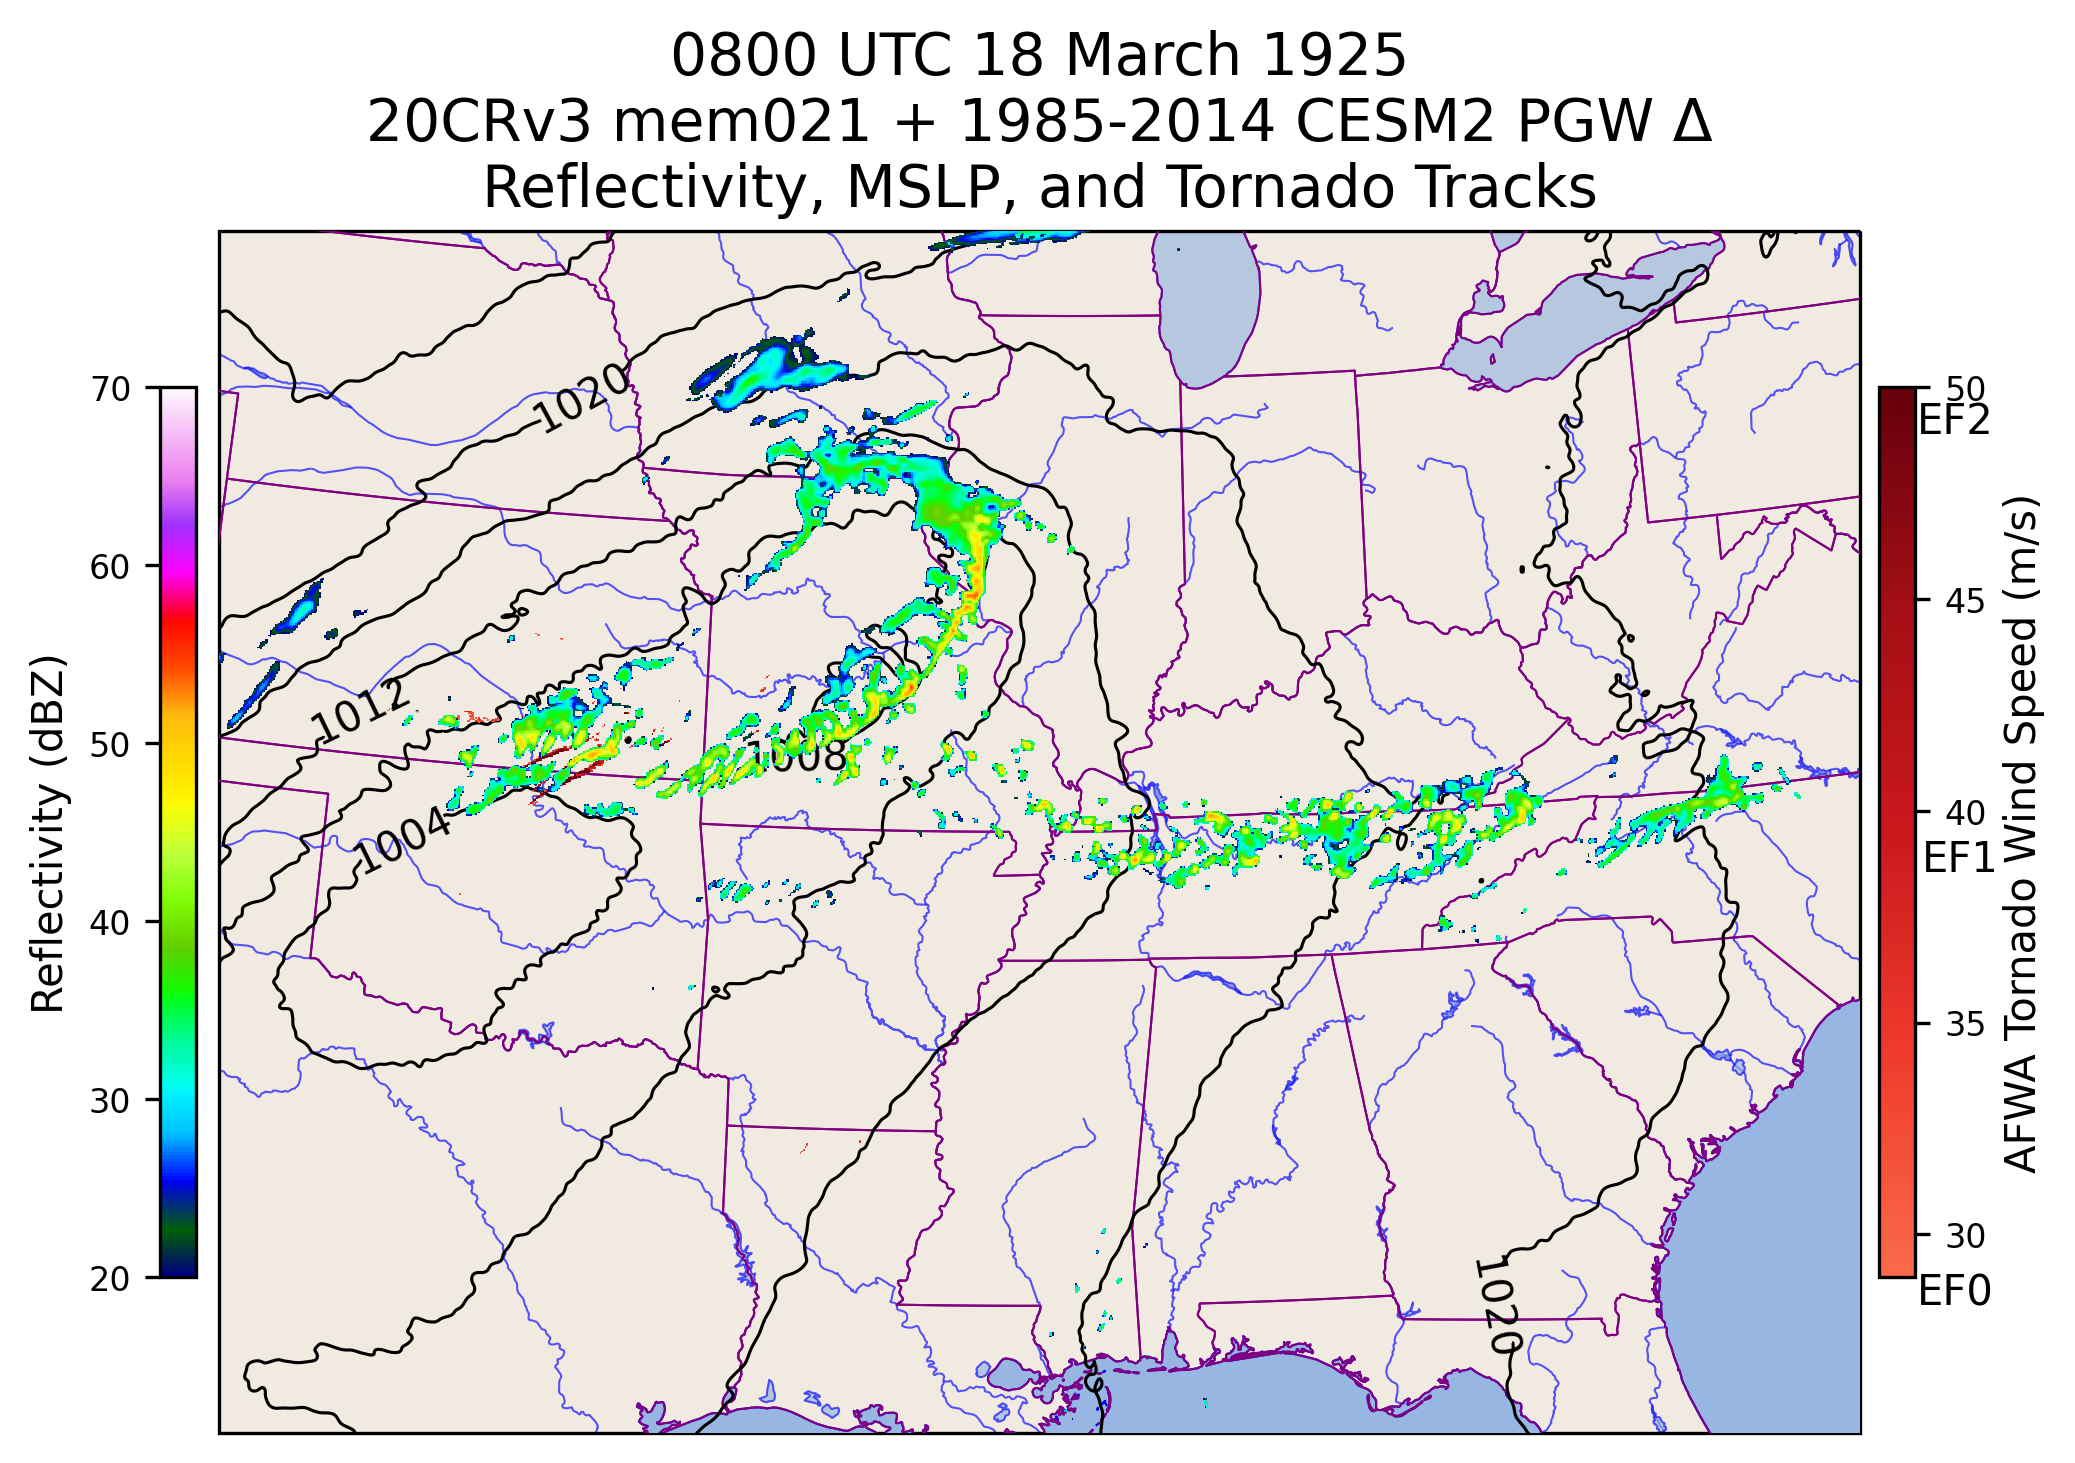 0800 UTC 18 March 1925
20CRv3 mem021 + 1985-2014 CESM2 PGW Δ
Reflectivity, MSLP, and Tornado Tracks
70
60
50
40
30
20
Reflectivity (dBZ)
1020
1012
1004
1008
1020
50
EF2
45
40
EF1
35
30
EF0
AFWA Tornado Wind Speed (m/s)